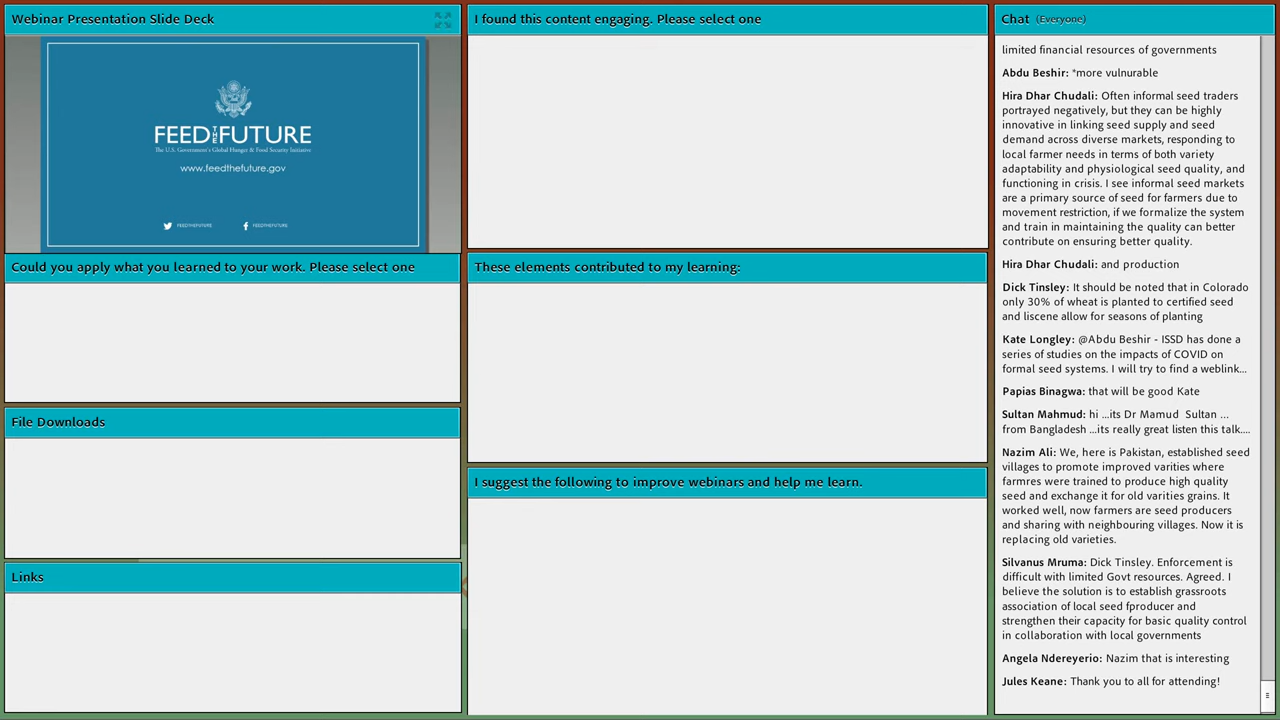 Webinar Presentation Slide Deck
FEED THE FUTURE
The U.S. Government's Global Hunger & Food Security Initiative
www.feedthefuture.gov
FEEDTHEFUTURE
FEEDTHEFUTURE
Could you apply what you learned to your work. Please select one
File Downloads
Links
I found this content engaging. Please select one
These elements contributed to my learning:
I suggest the following to improve webinars and help me learn.
Chat (Everyone)
limited financial resources of governments
Abdu Beshir: *more vulnurable
Hira Dhar Chudali: Often informal seed traders
portrayed negatively, but they can be highly
innovative in linking seed supply and seed
demand across diverse markets, responding to
local farmer needs in terms of both variety
adaptability and physiological seed quality, and
functioning in crisis. I see informal seed markets
are a primary source of seed for farmers due to
movement restriction, if we formalize the system
and train in maintaining the quality can better
contribute on ensuring better quality.
Hira Dhar Chudali: and production
Dick Tinsley: It should be noted that in Colorado
only 30% of wheat is planted to certified seed
and liscene allow for seasons of planting
Kate Longley: @Abdu Beshir - ISSD has done a
series of studies on the impacts of COVID on
formal seed systems. I will try to find a weblink...
Papias Binagwa: that will be good Kate
Sultan Mahmud: hi ...its Dr Mamud Sultan ...
from Bangladesh ...its really great listen this talk....
Nazim Ali: We, here is Pakistan, established seed
villages to promote improved varities where
farmres were trained to produce high quality
seed and exchange it for old varities grains. It
worked well, now farmers are seed producers
and sharing with neighbouring villages. Now it is
replacing old varieties.
Silvanus Mruma: Dick Tinsley. Enforcement is
difficult with limited Govt resources. Agreed. I
believe the solution is to establish grassroots
association of local seed fproducer and
strengthen their capacity for basic quality control
in collaboration with local governments
Angela Ndereyerio: Nazim that is interesting
Jules Keane: Thank you to all for attending!